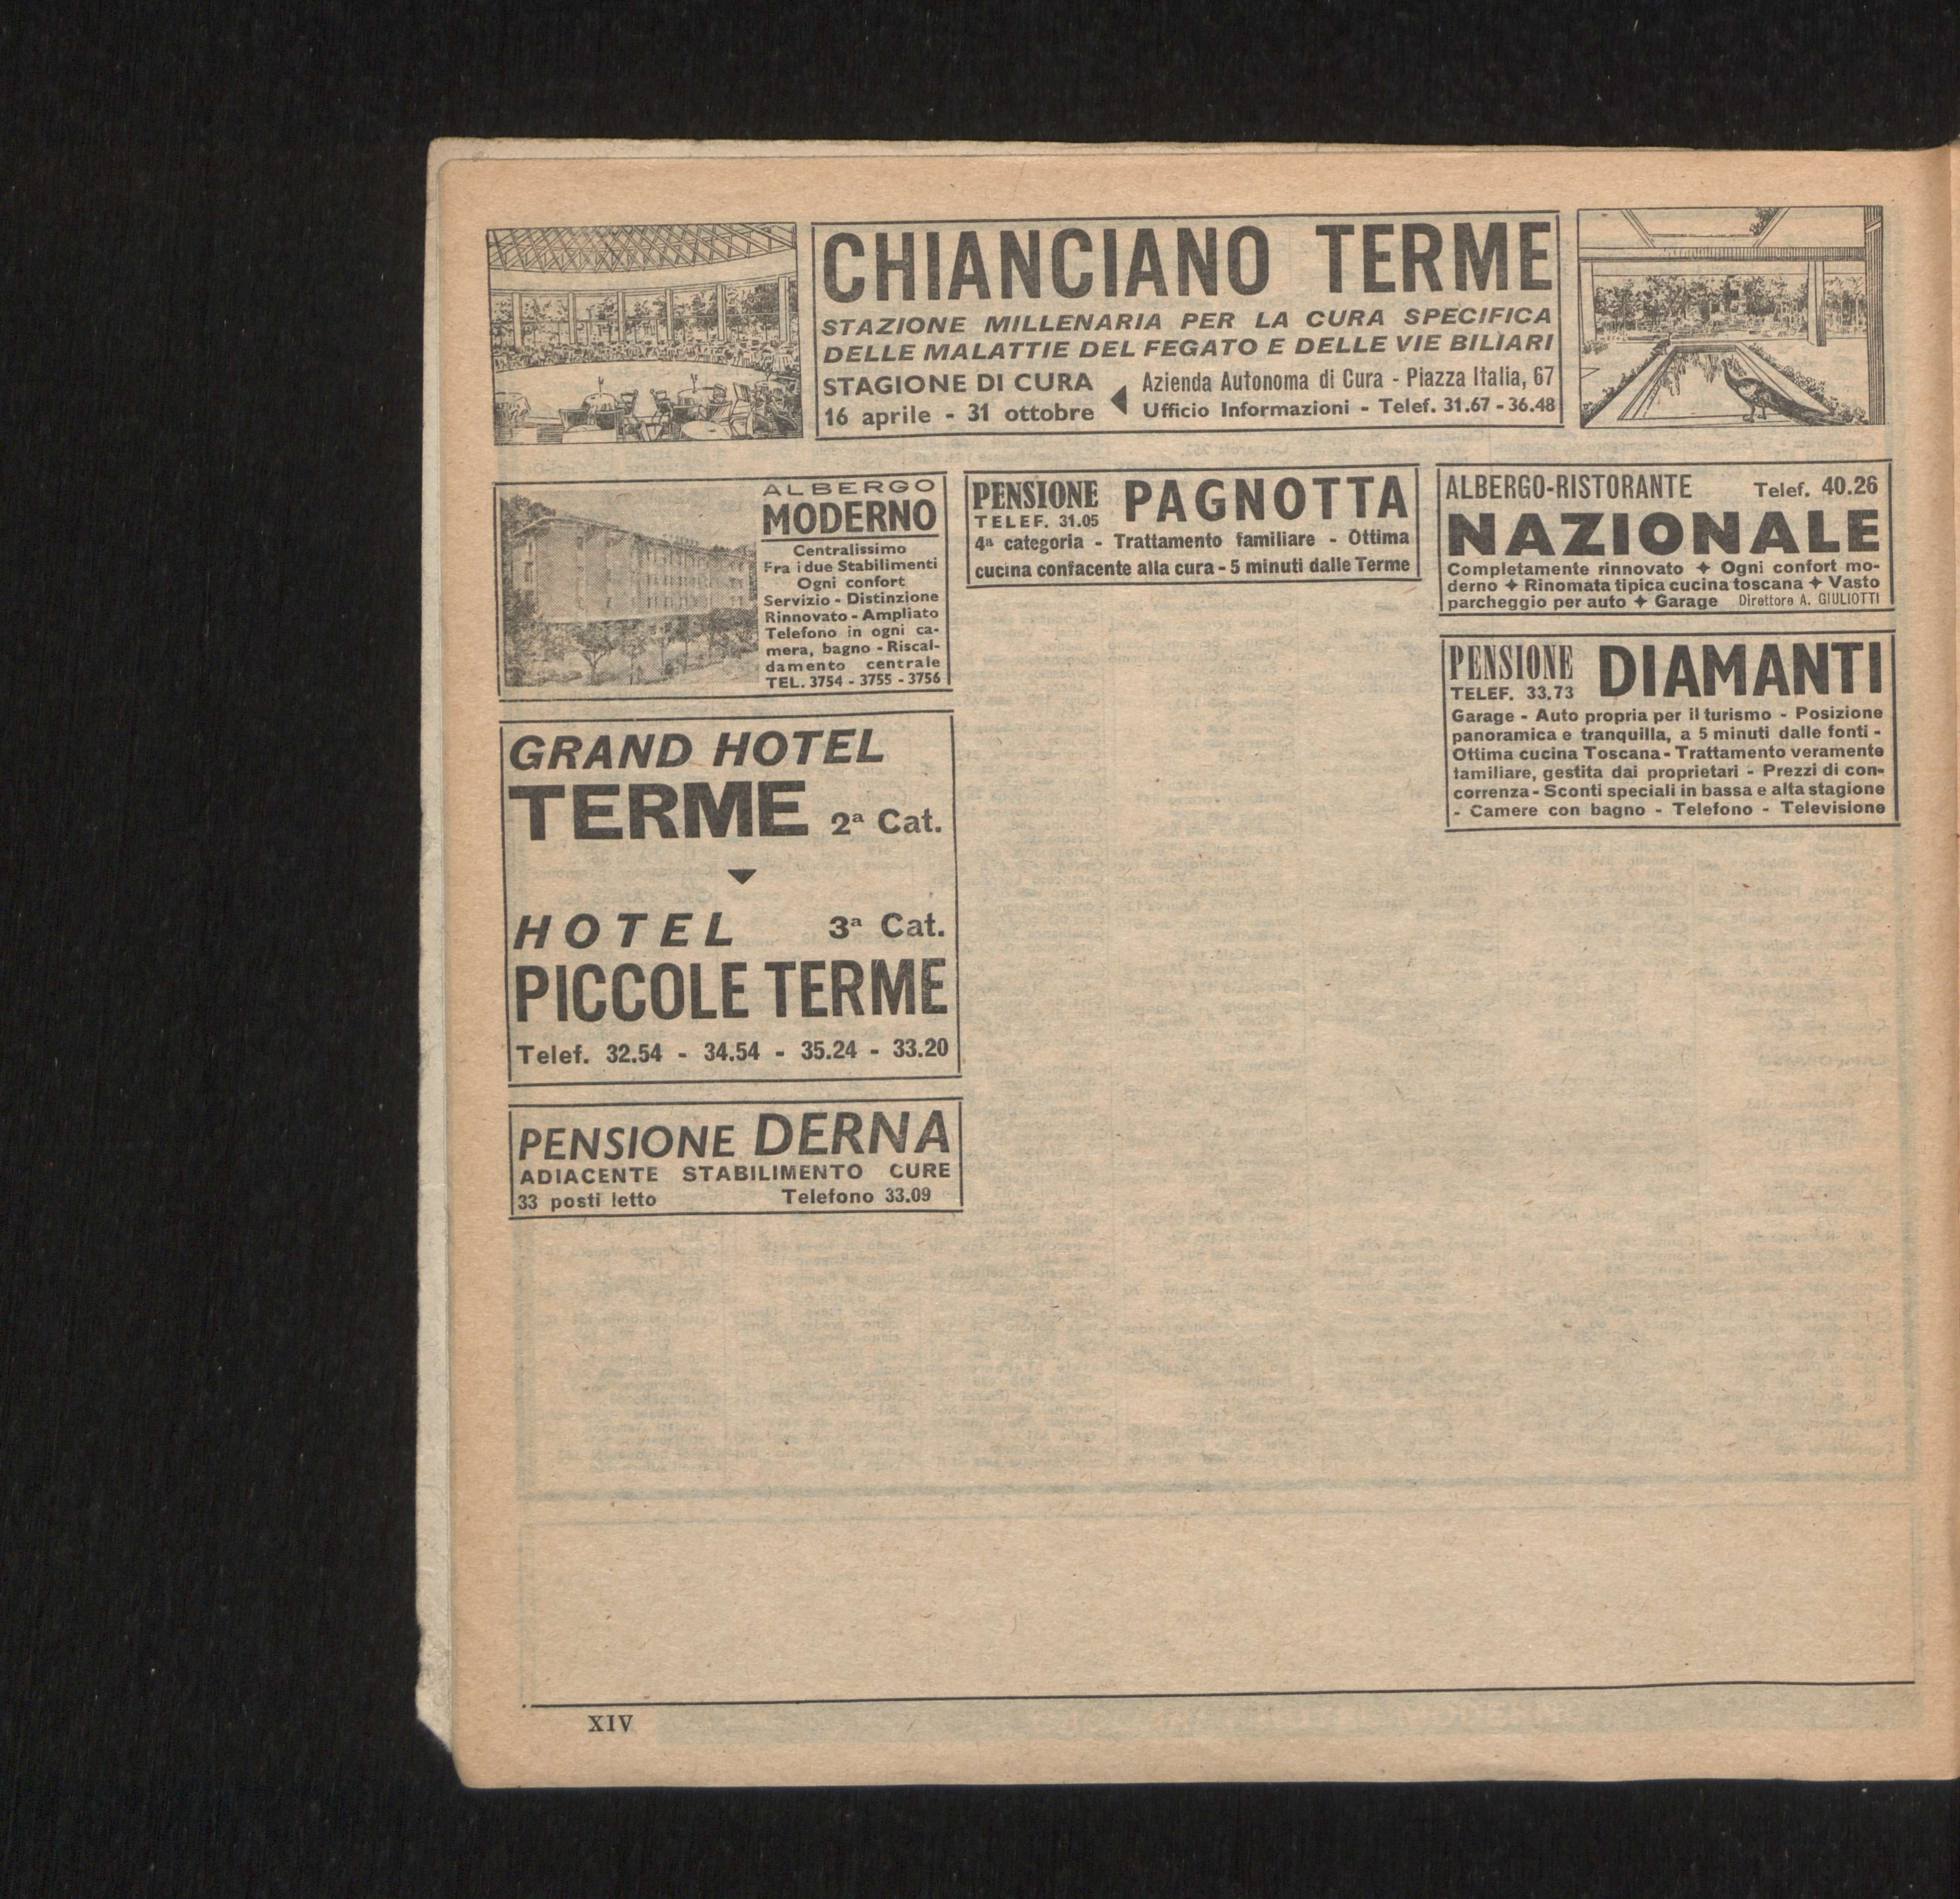 CHIANCIANO TERME
STAZIONE MILLENARIA PER LA CURA SPECIFICA
DELLE MALATTIE DEL FEGATO E DELLE VIE BILIARI
STAGIONE DI CURA
16 aprile - 31 ottobre
Azienda Autonoma di Cura - Piazza Italia, 67
Ufficio Informazioni - Telef. 31.67 - 36.48
ALBERGO
MODERNO
Centralissimo
Fra i due Stabilimenti
Ogni confort
Servizio - Distinzione
Rinnovato - Ampliato
Telefono in ogni ca-
mera, bagno - Riscal-
damento centrale
TEL. 3754 - 3755 - 3756
GRAND HOTEL
TERME 2ª Cat.
HOTEL 3ª Cat.
PICCOLE TERME
Telef. 32.54 - 34.54 - 35.24 - 33.20
PENSIONE DERNA
ADIACENTE STABILIMENTO CURE
33 posti letto Telefono 33.09
PENSIONE PAGNOTTA
TELEF. 31.05
4ª categoria - Trattamento familiare - Ottima
cucina confacente alla cura - 5 minuti dalle Terme
ALBERGO-RISTORANTE Telef. 40.26
NAZIONALE
Completamente rinnovato ✦ Ogni confort mo-
derno ✦ Rinomata tipica cucina toscana ✦ Vasto
parcheggio per auto ✦ Garage Direttore A. GIULIOTTI
PENSIONE DIAMANTI
TELEF. 33.73
Garage - Auto propria per il turismo - Posizione
panoramica e tranquilla, a 5 minuti dalle fonti -
Ottima cucina Toscana - Trattamento veramente
familiare, gestita dai proprietari - Prezzi di con-
correnza - Sconti speciali in bassa e alta stagione
- Camere con bagno - Telefono - Televisione
XIV